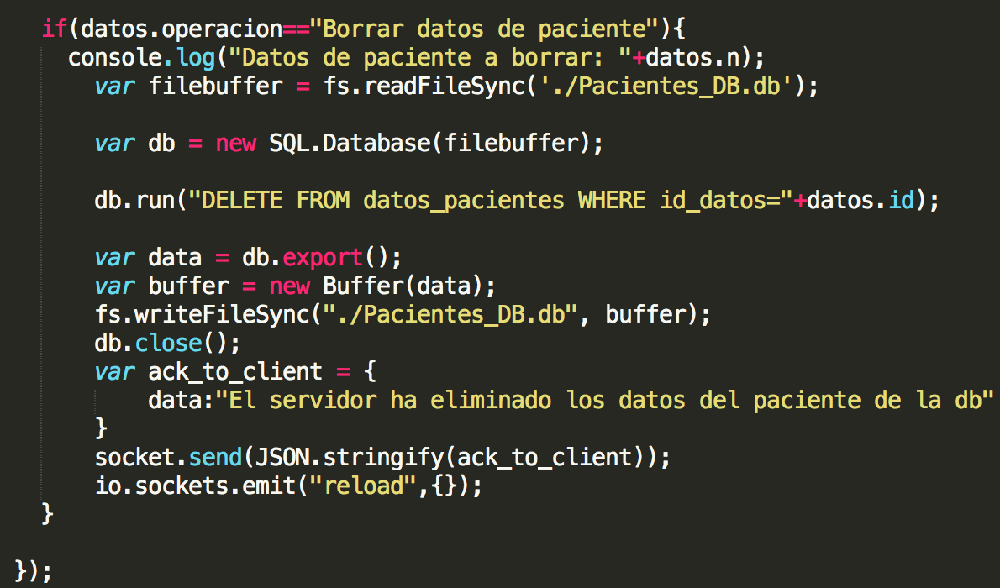 if(datos.operacion=="Borrar datos de paciente"){
console.log("Datos de paciente a borrar: "+datos.n);
var filebuffer = fs.readFileSync('./Pacientes_DB.db');
var db = new SQL.Database(filebuffer);
db.run("DELETE FROM datos_pacientes WHERE id_datos="+datos.id);
var data = db.export();
var buffer = new Buffer(data);
fs.writeFileSync("./Pacientes_DB.db", buffer);
db.close();
var ack_to_client = {
data:"El servidor ha eliminado los datos del paciente de la db"
}
socket.send(JSON.stringify(ack_to_client));
io.sockets.emit("reload",{});
}
});